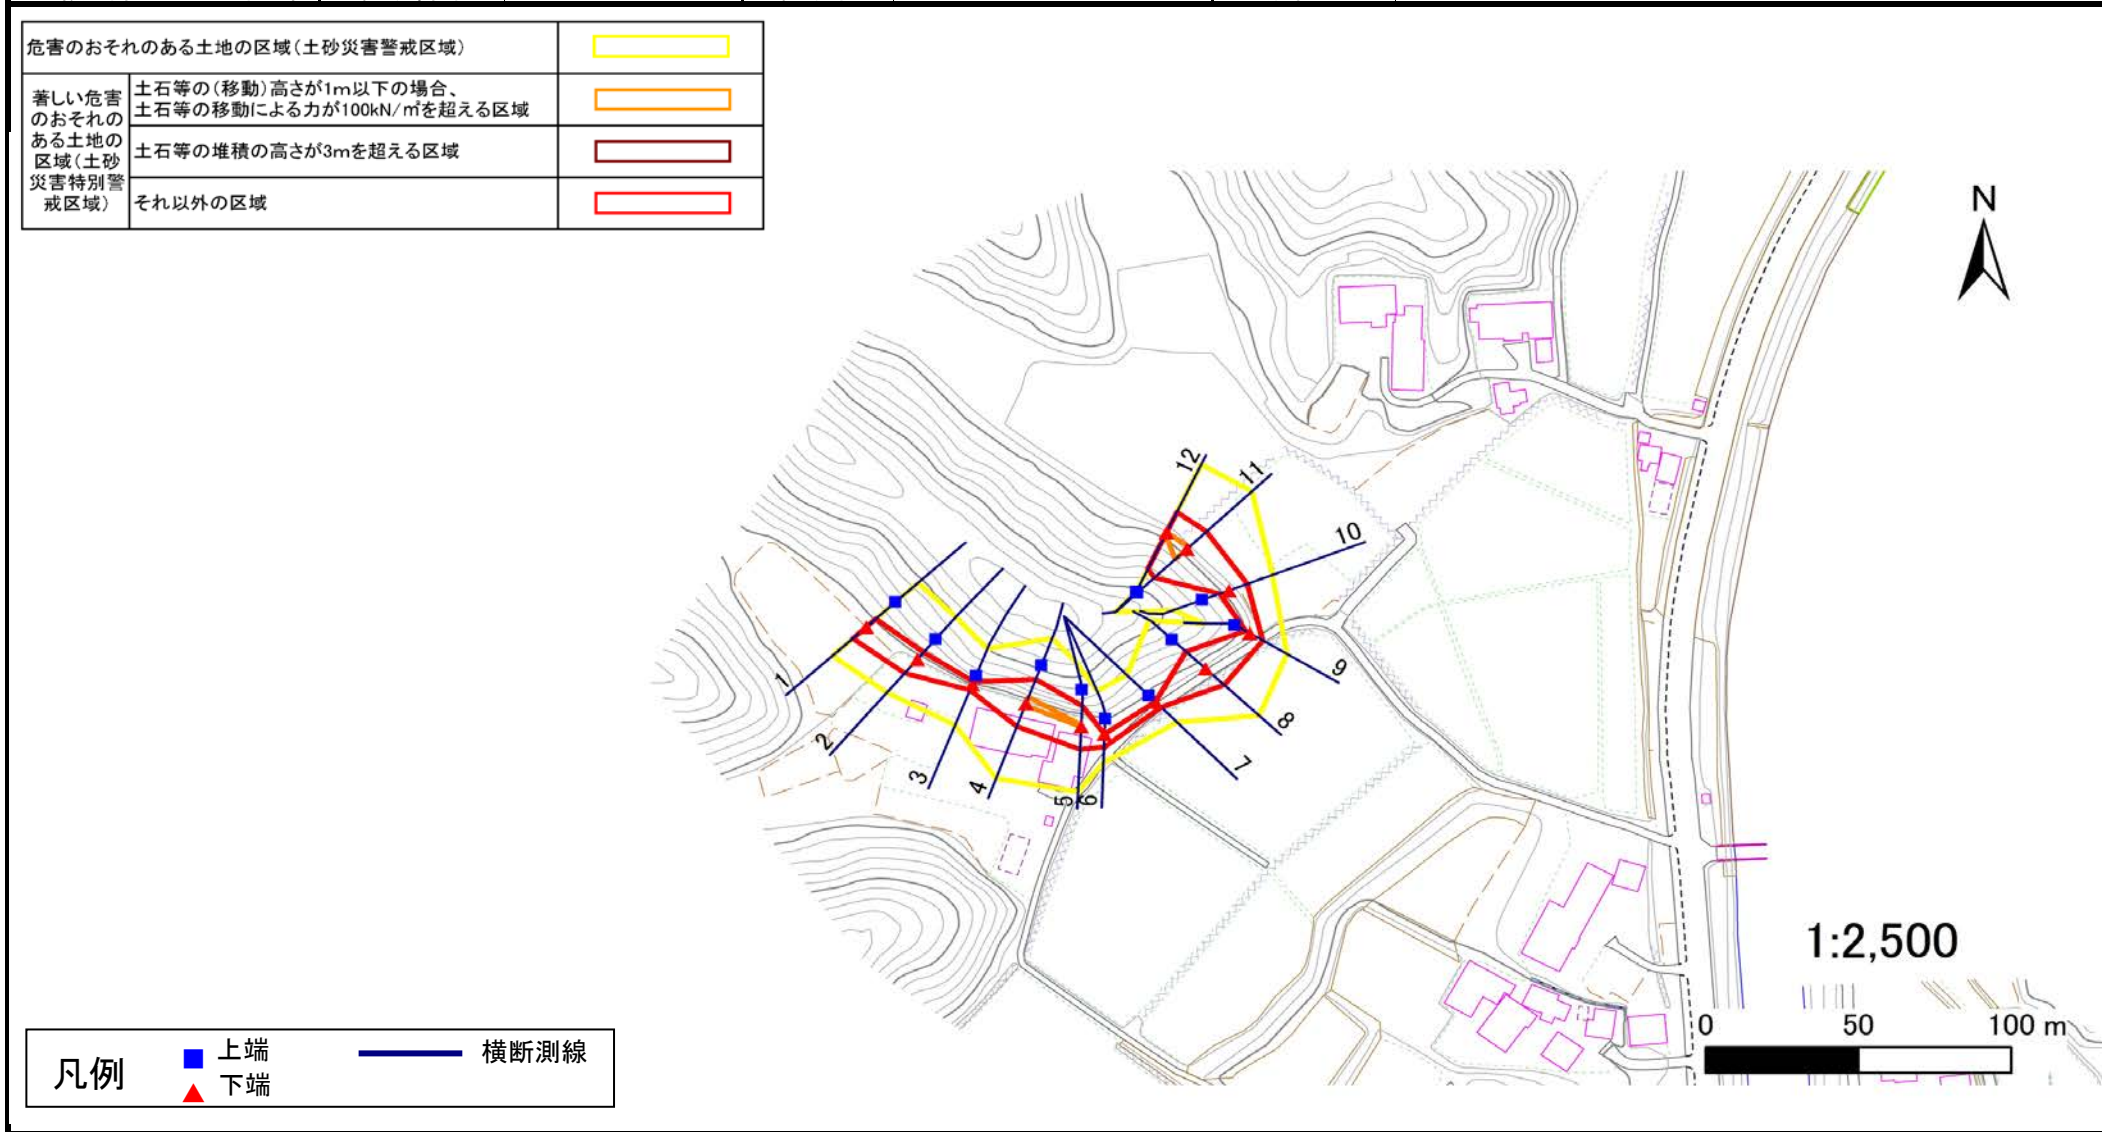 危害のおそれのある土地の区域(土砂災害警戒区域)
著しい危害
のおそれの
ある土地の
区域(土砂
災害特別警
戒区域)
土石等の(移動)高さが1m以下の場合、
土石等の移動による力が100kN/㎡を超える区域
土石等の堆積の高さが3mを超える区域
それ以外の区域
N
12
11
10
9
8
7
6
5
4
3
2
1
1:2,500
0 50 100 m
凡例
上端
下端
横断測線